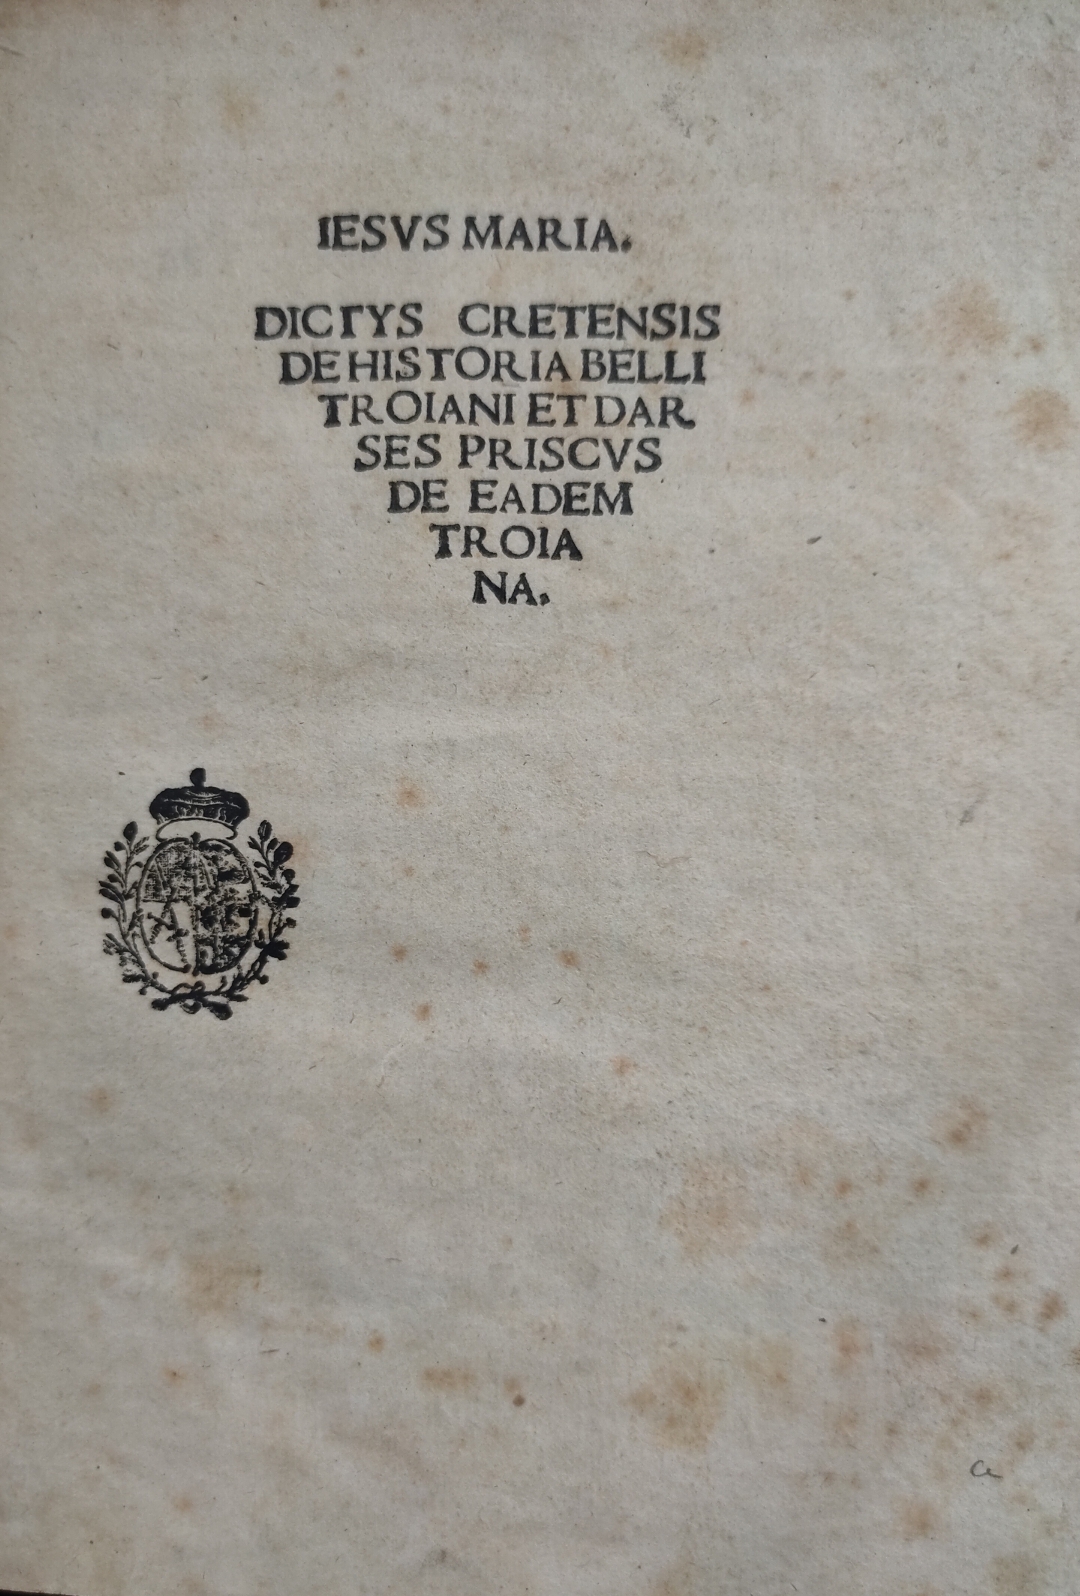 IESVS MARIA.
DICTYS CRETENSIS
DE HISTORIA BELLI
TROIANI ET DAR
SES PRISCVS
DE EADEM
TROIA
NA.